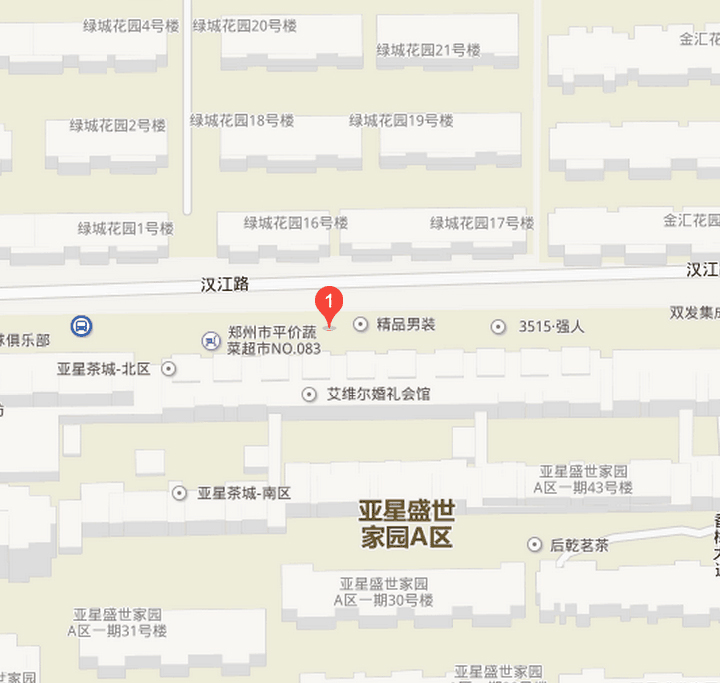 绿城花园4号楼
绿城花园20号楼
绿城花园21号楼
金汇花
绿城花园2号楼
绿城花园18号楼
绿城花园19号楼
绿城花园1号楼
绿城花园16号楼
绿城花园17号楼
金汇花园
汉江路
汉江
1
郑州市平价蔬
菜超市NO.083
精品男装
3515·强人
双发集成
俱乐部
亚星茶城-北区
艾维尔婚礼会馆
亚星茶城-南区
亚星盛世家园
A区一期43号楼
亚星盛世
家园A区
后乾茗茶
亚星盛世家园
A区一期30号楼
亚星盛世家园
A区一期31号楼
亚星盛世家园
世家园